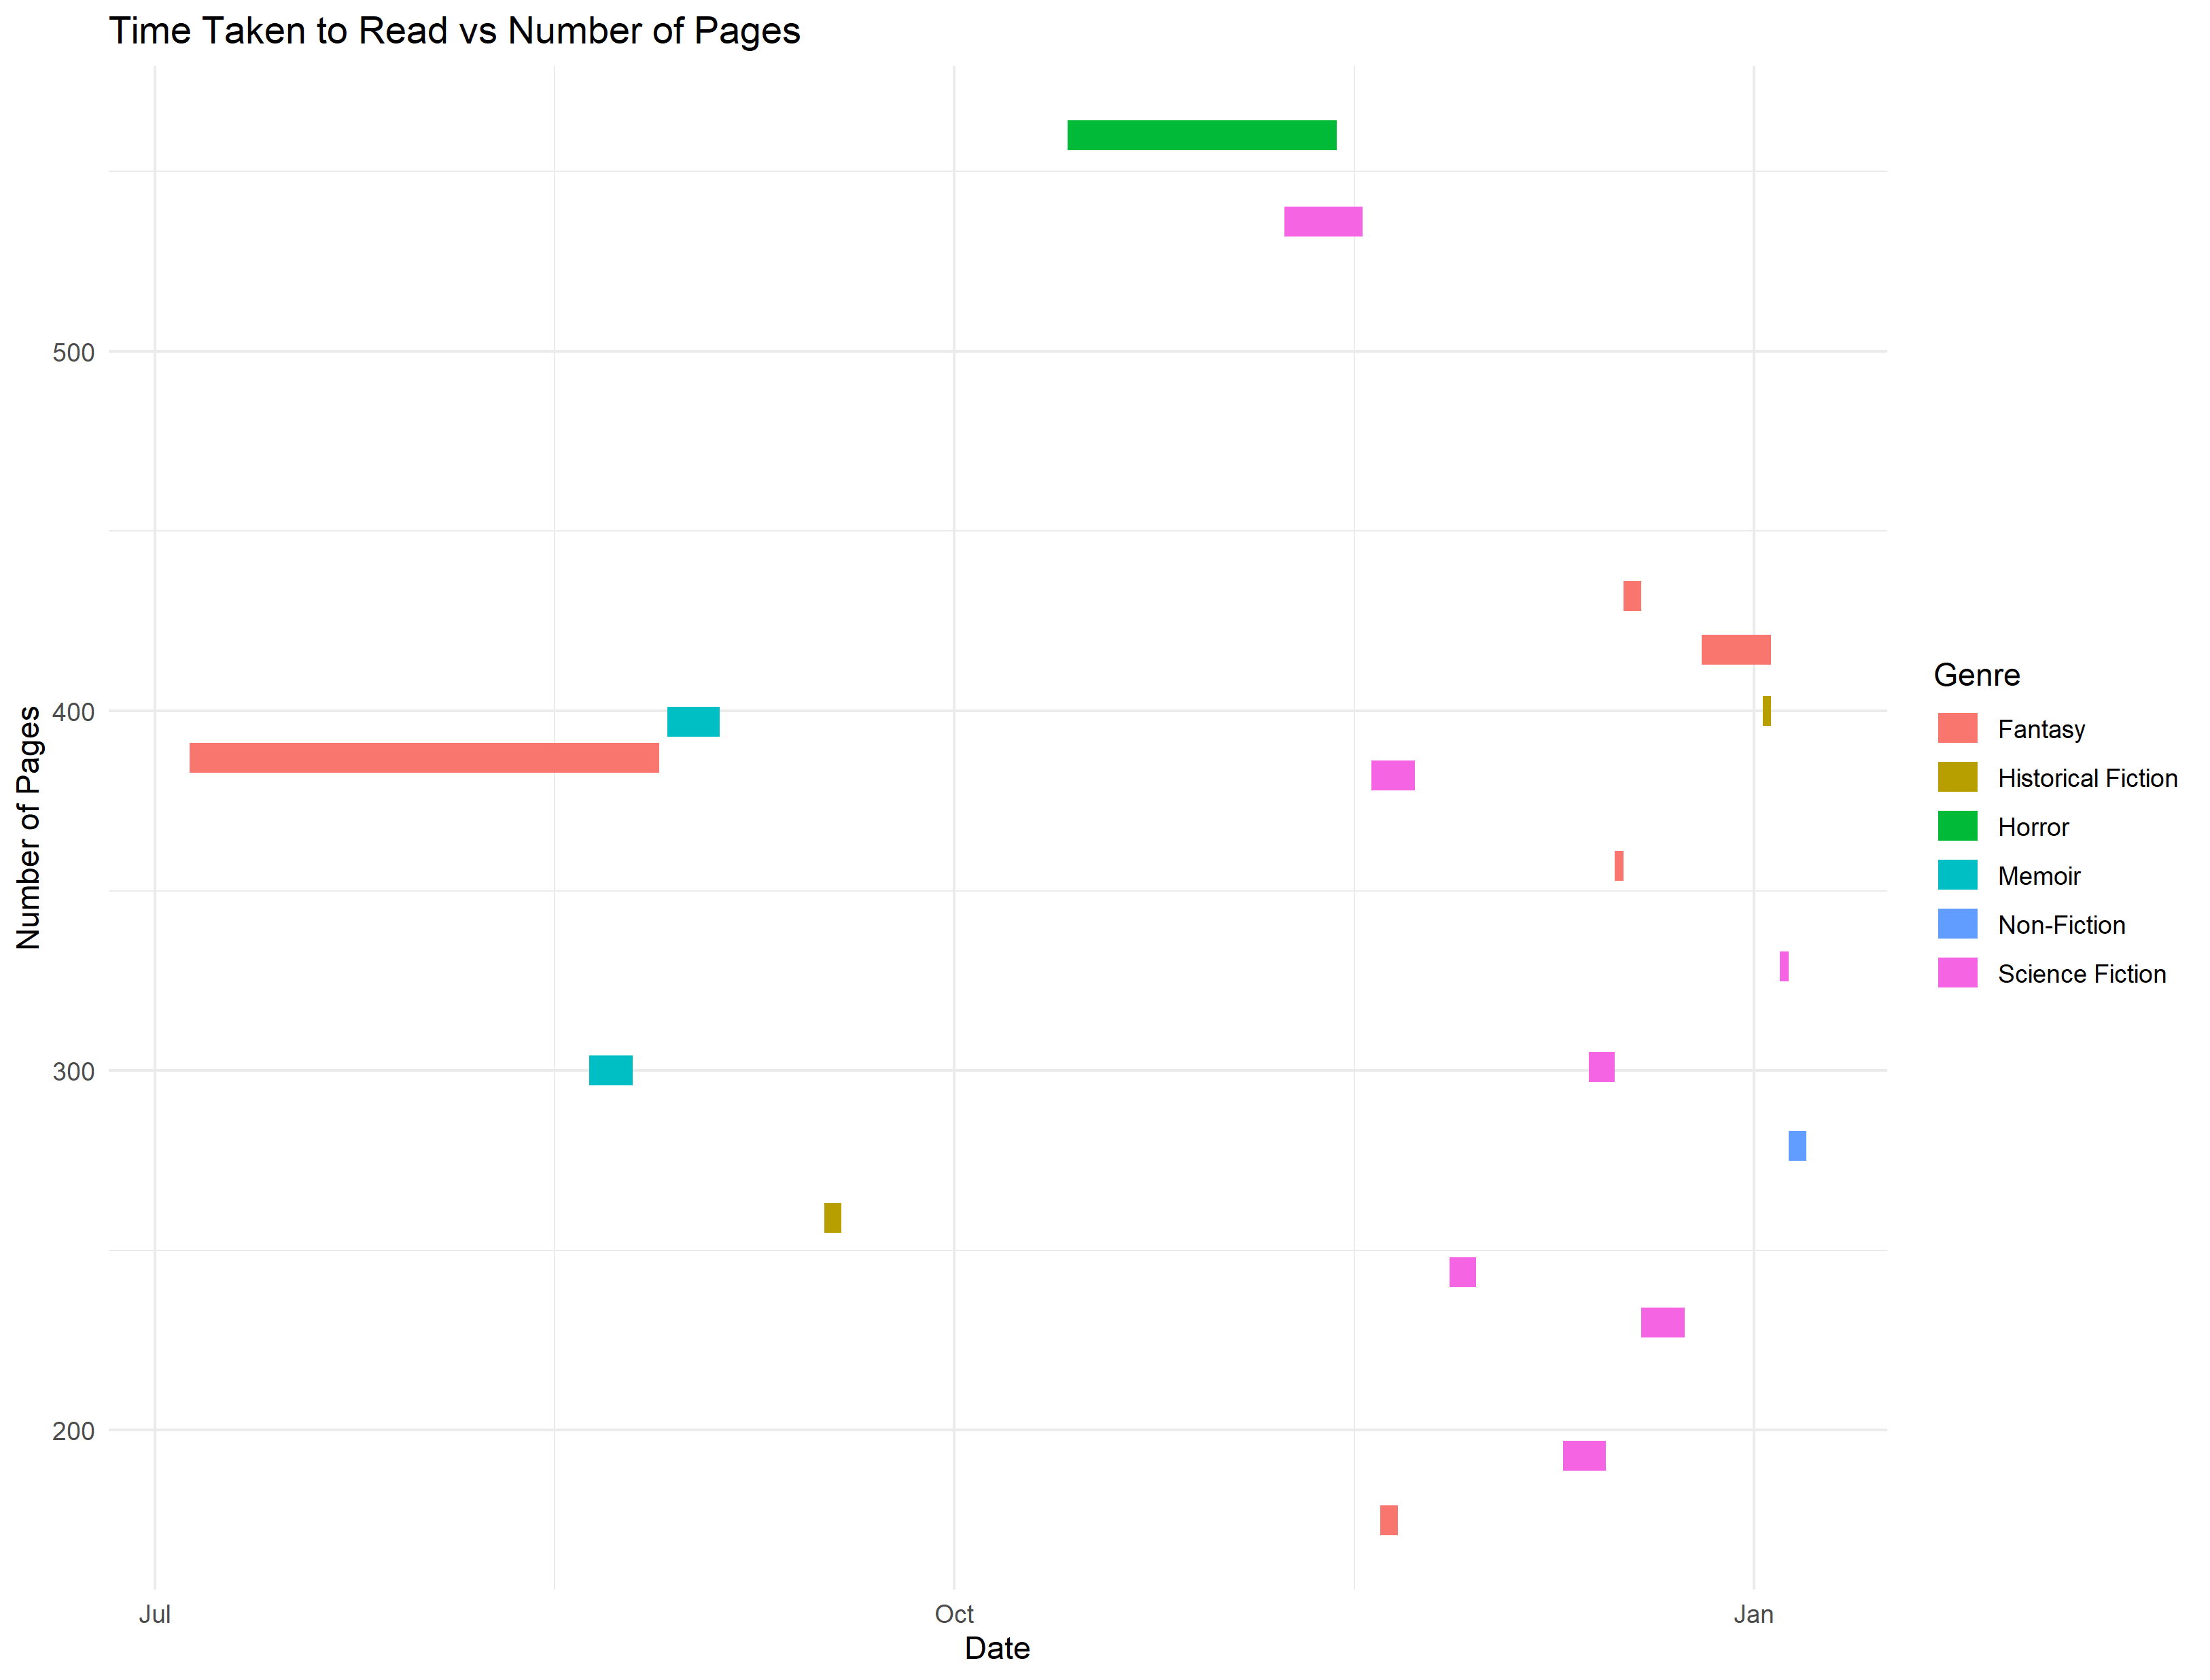 Time Taken to Read vs Number of Pages
Number of Pages
500
400
300
200
Jul
Oct
Jan
Date
Genre
Fantasy
Historical Fiction
Horror
Memoir
Non-Fiction
Science Fiction